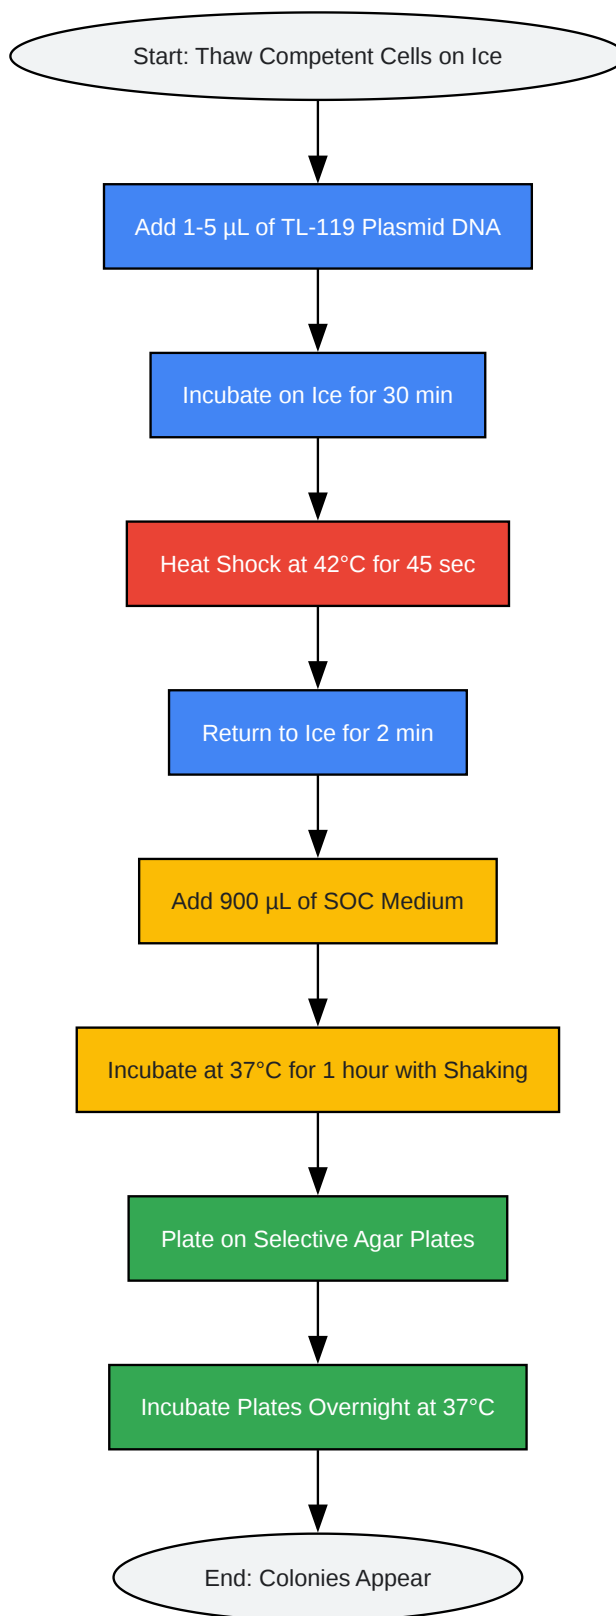 Start: Thaw Competent Cells on Ice
Add 1-5 µL of TL-119 Plasmid DNA
Incubate on Ice for 30 min
Heat Shock at 42°C for 45 sec
Return to Ice for 2 min
Add 900 µL of SOC Medium
Incubate at 37°C for 1 hour with Shaking
Plate on Selective Agar Plates
Incubate Plates Overnight at 37°C
End: Colonies Appear